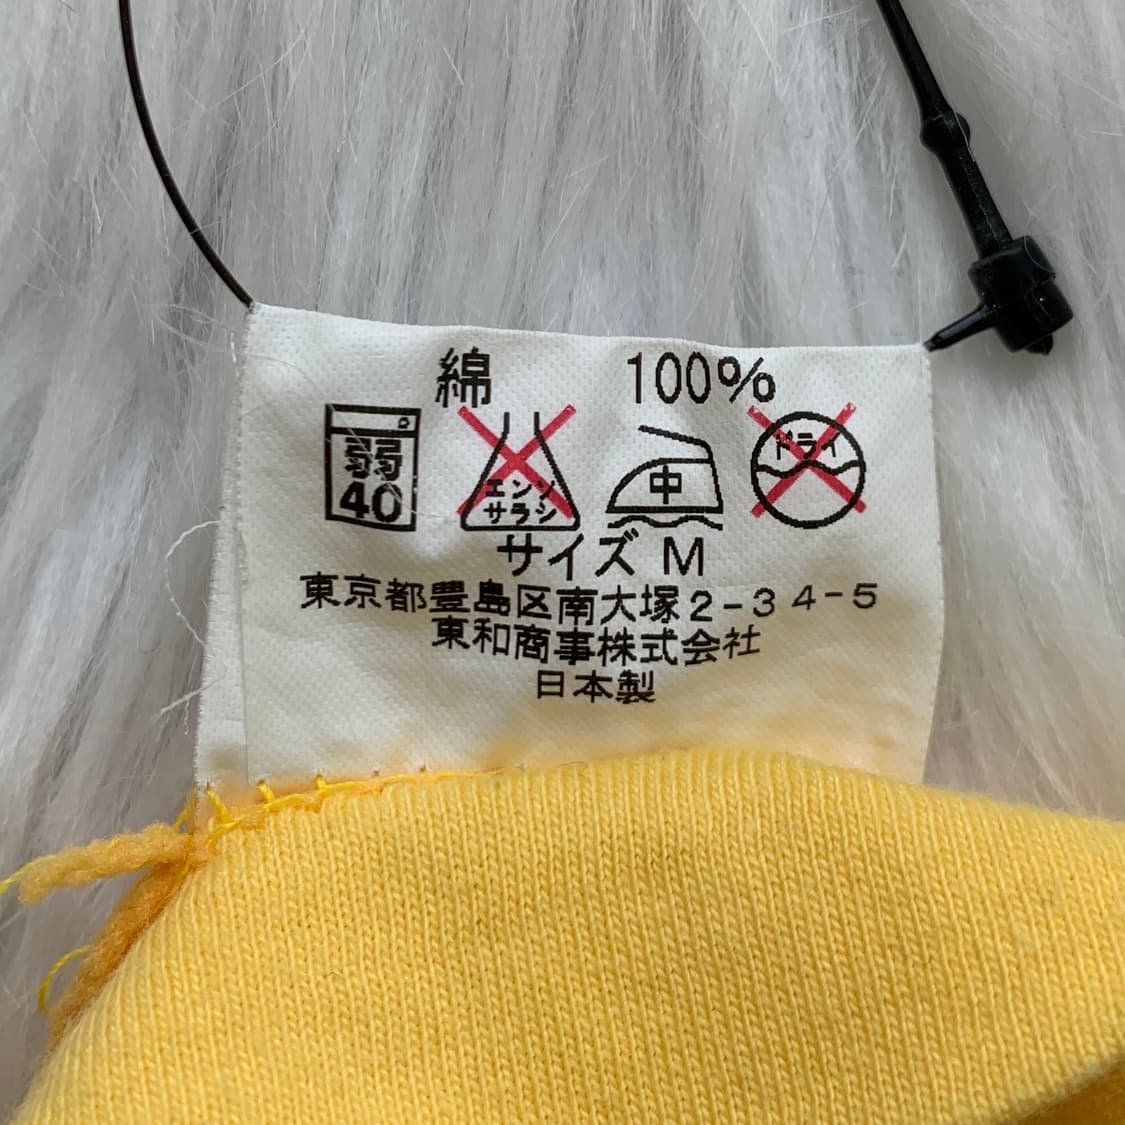 綿 100%
弱 40
エンソ
サラシ
中
ドライ
サイズ M
東京都豊島区南大塚2-34-5
東和商事株式会社
日本製